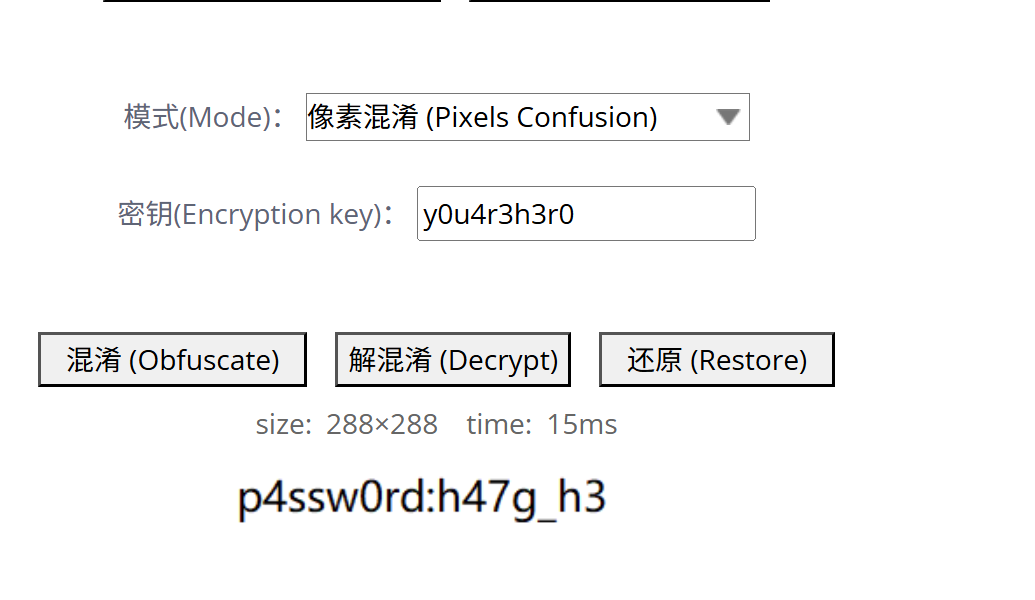 模式(Mode)： 像素混淆 (Pixels Confusion)
密钥(Encryption key)： y0u4r3h3r0
混淆 (Obfuscate) 解混淆 (Decrypt) 还原 (Restore)
size: 288×288 time: 15ms
p4ssw0rd:h47g_h3